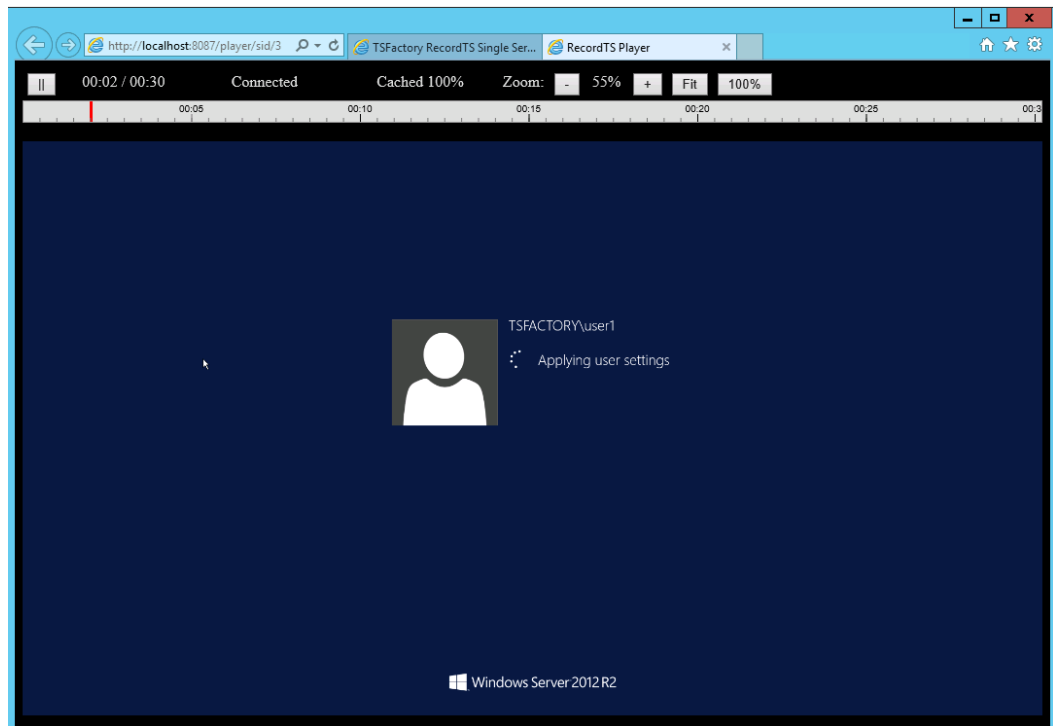 http://localhost:8087/player/sid/3 TSFactory RecordTS Single Ser... RecordTS Player
|| 00:02 / 00:30 Connected Cached 100% Zoom: - 55% + Fit 100%
00:05 00:10 00:15 00:20 00:25 00:3
TSFACTORY\user1
Applying user settings
Windows Server 2012 R2